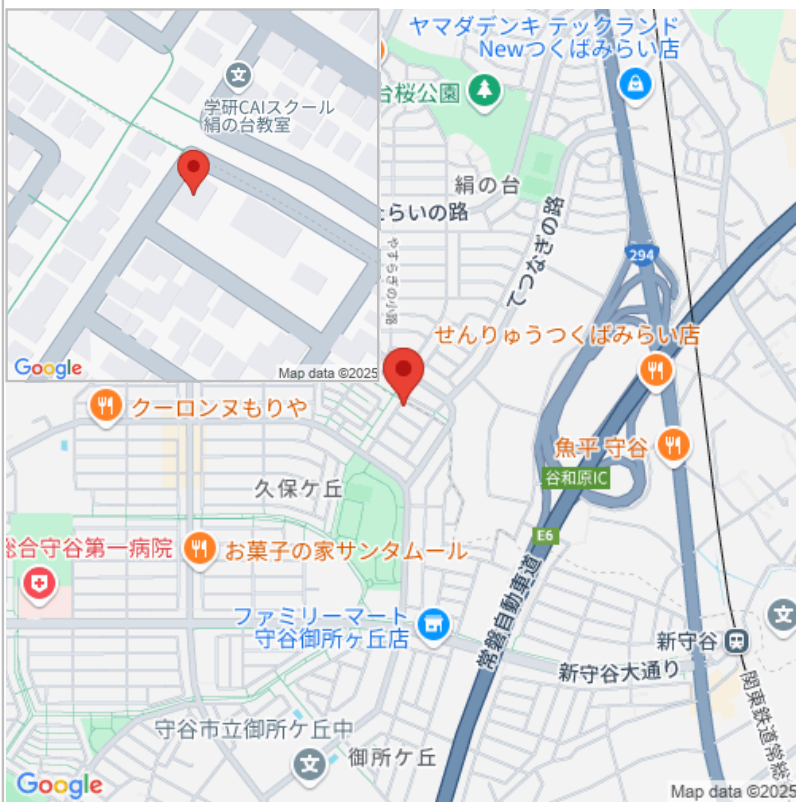 学研CAIスクール
絹の台教室
Google
Map data ©2025
ヤマダデンキ テックランド
Newつくばみらい店
台桜公園
絹の台
たらいの路
てつなぎの路
やすらぎの小路
294
せんりゅうつくばみらい店
クーロンヌもりや
魚平 守谷
谷和原IC
久保ケ丘
E6
総合守谷第一病院
お菓子の家サンタムール
常磐自動車道
ファミリーマート
守谷御所ヶ丘店
新守谷
新守谷大通り
関東鉄道常総
守谷市立御所ケ丘中
御所ケ丘
Google
Map data ©2025